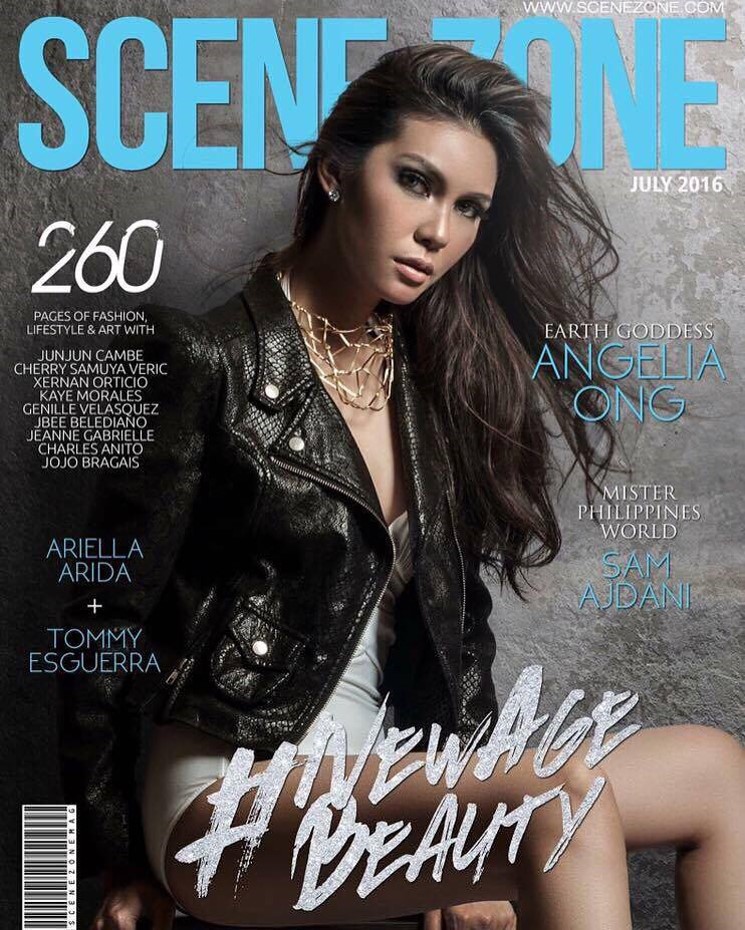 WWW.SCENEZONE.COM
SCENE ZONE
JULY 2016
260
PAGES OF FASHION,
LIFESTYLE & ART WITH
JUNJUN CAMBE
CHERRY SAMUYA VERIC
XERNAN ORTICIO
KAYE MORALES
GENILLE VELASQUEZ
JBEE BELEDIANO
JEANNE GABRIELLE
CHARLES ANITO
JOJO BRAGAIS
ARIELLA
ARIDA
+
TOMMY
ESGUERRA
EARTH GODDESS
ANGELIA
ONG
MISTER
PHILIPPINES
WORLD
SAM
AJDANI
#NEWAGE
BEAUTY
SCENEZONEMAG